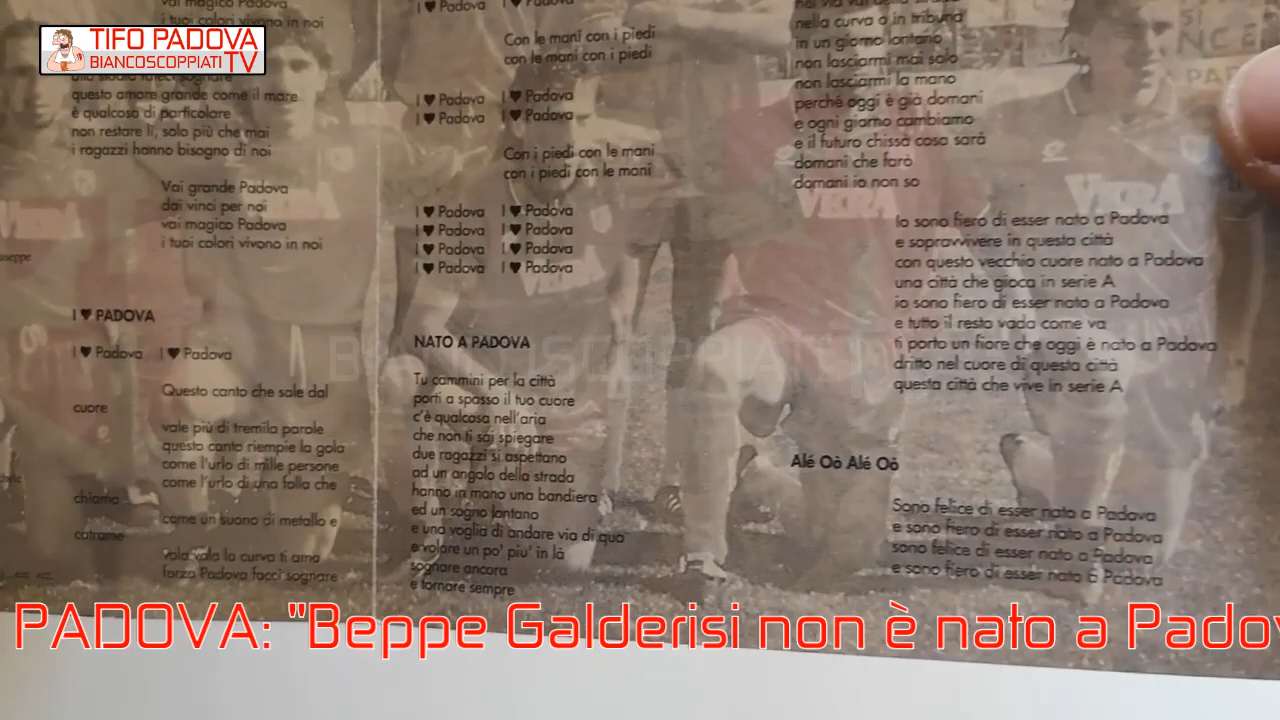 TIFO PADOVA
BIANCOSCOPPIATI TV
vai magico Padova
i tuoi colori vivono in noi
questo amore grande come il mare
è qualcosa di particolare
non restare lì, solo più che mai
i ragazzi hanno bisogno di noi
Vai grande Padova
dai vinci per noi
vai magico Padova
i tuoi colori vivono in noi
I ♥ PADOVA
I ♥ Padova I ♥ Padova
Questo canto che sale dal
cuore
vale più di tremila parole
questo canto riempie la gola
come l'urlo di mille persone
come l'urlo di una folla che
chiama
come un suono di metallo e
catrame
vola vola la curva ti ama
forza Padova facci sognare
I ♥ Padova I ♥ Padova
Con le mani con i piedi
con le mani con i piedi
I ♥ Padova I ♥ Padova
I ♥ Padova I ♥ Padova
Con i piedi con le mani
con i piedi con le mani
I ♥ Padova I ♥ Padova
I ♥ Padova I ♥ Padova
I ♥ Padova I ♥ Padova
I ♥ Padova I ♥ Padova
NATO A PADOVA
Tu cammini per la città
porti a spasso il tuo cuore
c'è qualcosa nell'aria
che non ti sai spiegare
due ragazzi si aspettano
ad un angolo della strada
hanno in mano una bandiera
ed un sogno lontano
e una voglia di andare via di qua
e volare un po' piu' in là
sognare ancora
e tornare sempre
nella curva o in tribuna
in un giorno lontano
non lasciarmi mai solo
non lasciarmi la mano
perché oggi è già domani
e ogni giorno cambiamo
e il futuro chissà cosa sarà
domani che farò
domani io non so
Io sono fiero di esser nato a Padova
e sopravvivere in questa città
con questo vecchio cuore nato a Padova
una città che gioca in serie A
io sono fiero di esser nato a Padova
e tutto il resto vada come va
ti porto un fiore che oggi è nato a Padova
dritto nel cuore di questa città
questa città che vive in serie A
Alé Oò Alé Oò
Sono felice di esser nato a Padova
e sono fiero di esser nato a Padova
sono felice di esser nato a Padova
e sono fiero di esser nato a Padova
PADOVA: "Beppe Galderisi non è nato a Padov